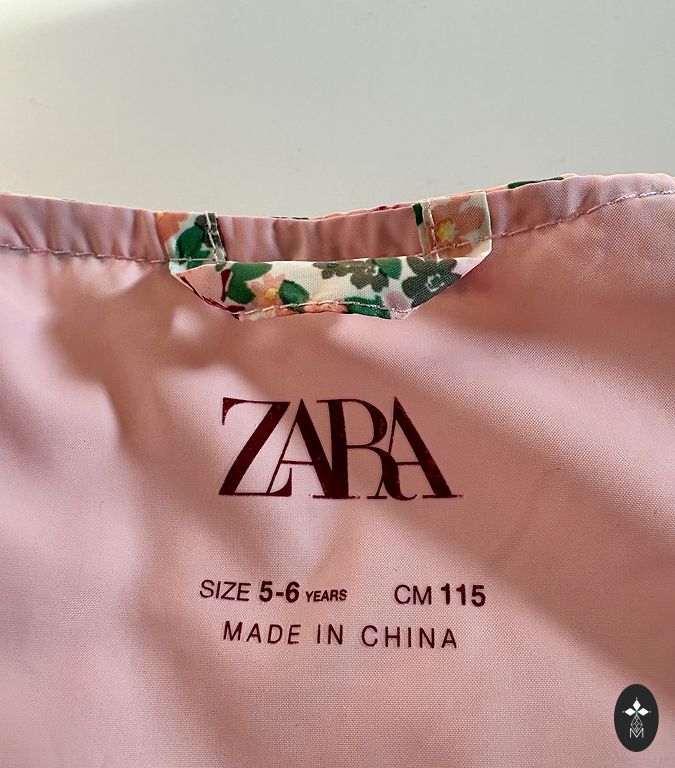 ZARA
SIZE 5-6 YEARS CM 115
MADE IN CHINA
M